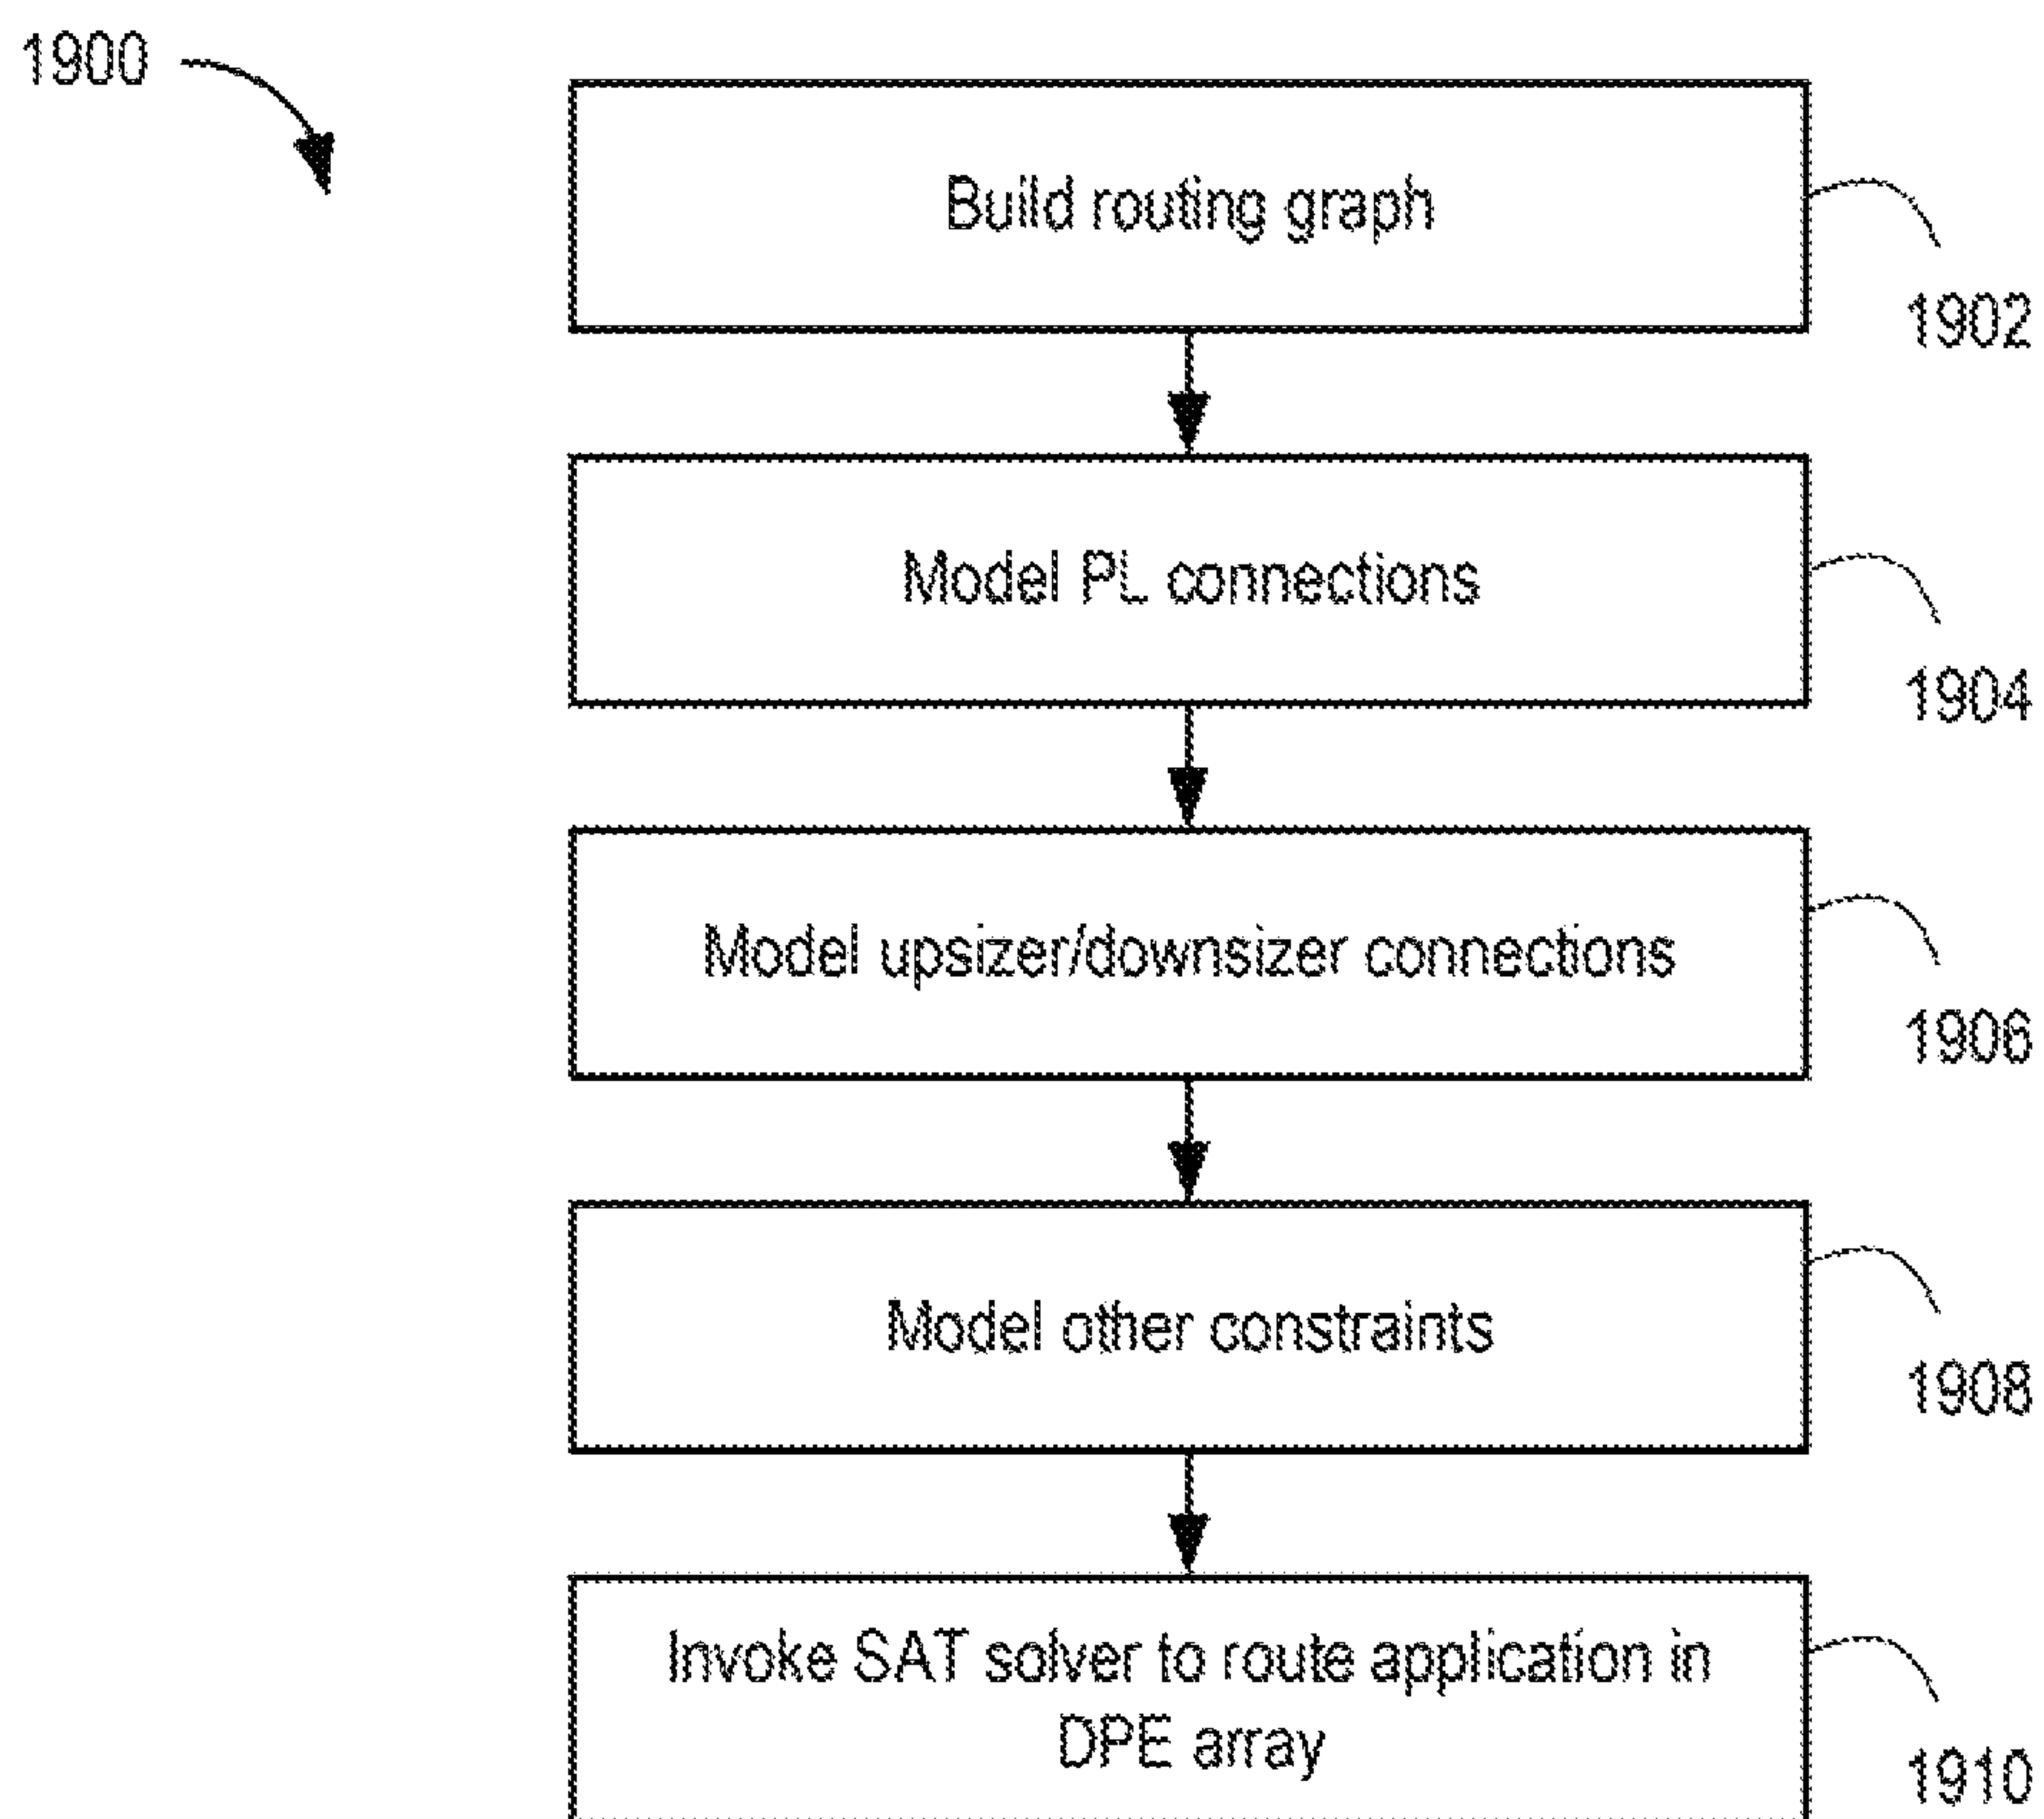 1900
Build routing graph
1902
Model PL connections
1904
Model upsizer/downsizer connections
1906
Model other constraints
1908
Invoke SAT solver to route application in
DPE array
1910